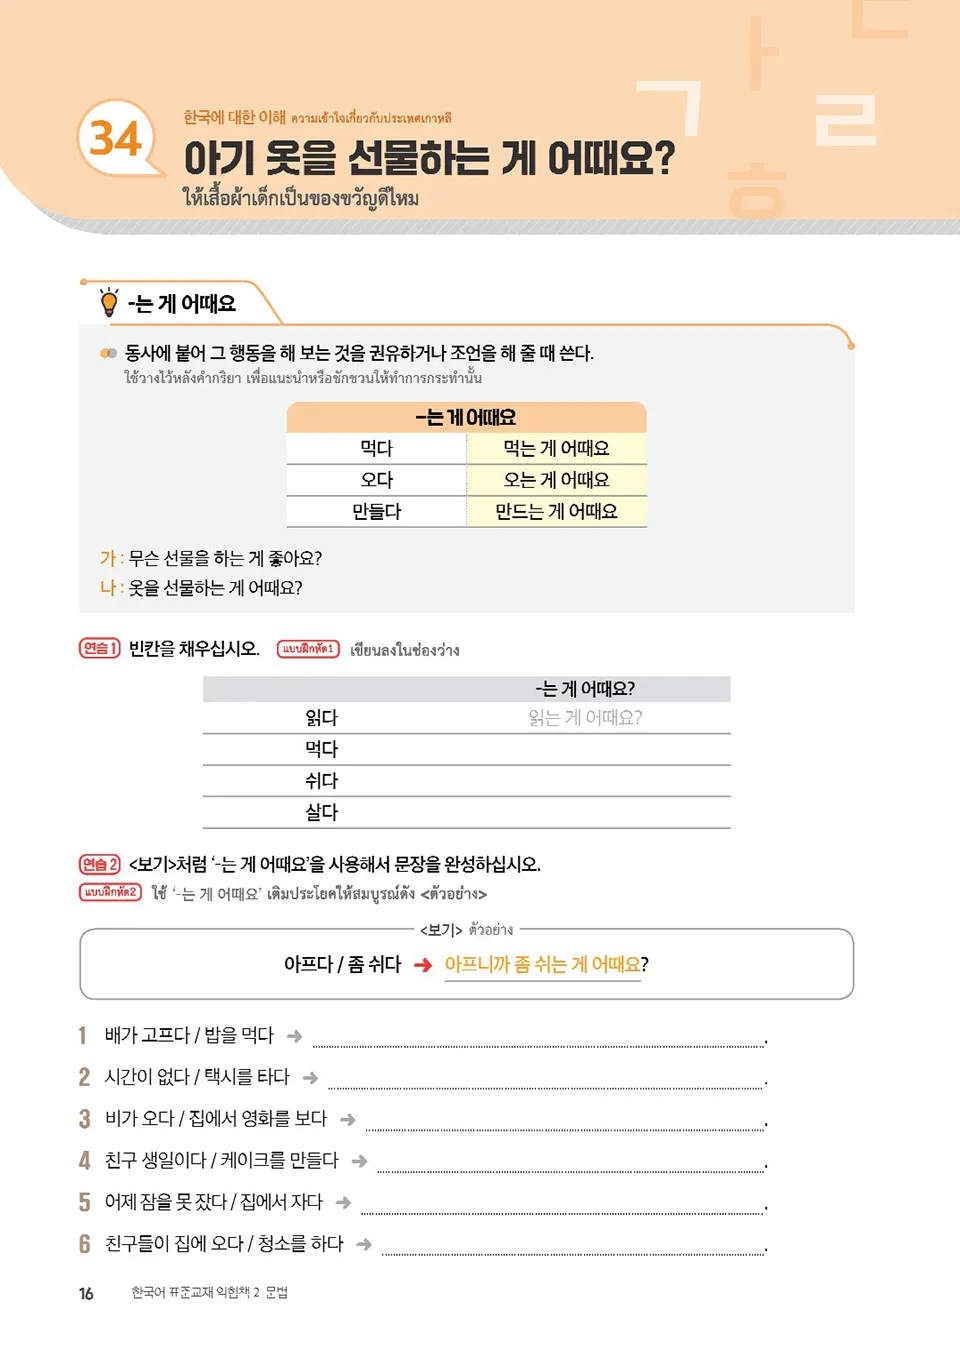 34
한국에 대한 이해 ความเข้าใจเกี่ยวกับประเทศเกาหลี
아기 옷을 선물하는 게 어때요?
ให้เสื้อผ้าเด็กเป็นของขวัญดีไหม
ㄱ ㅏ ㄴ ㄹ ㅎ
-는 게 어때요
동사에 붙어 그 행동을 해 보는 것을 권유하거나 조언을 해 줄 때 쓴다.
ใช้วางไว้หลังคำกริยา เพื่อแนะนำหรือชักชวนให้ทำการกระทำนั้น
-는 게 어때요
먹다 먹는 게 어때요
오다 오는 게 어때요
만들다 만드는 게 어때요
가 : 무슨 선물을 하는 게 좋아요?
나 : 옷을 선물하는 게 어때요?
연습 1 빈칸을 채우십시오. แบบฝึกหัด1 เขียนลงในช่องว่าง
-는 게 어때요?
읽다 읽는 게 어때요?
먹다
쉬다
살다
연습 2 <보기>처럼 ‘-는 게 어때요’을 사용해서 문장을 완성하십시오.
แบบฝึกหัด2 ใช้ ‘-는 게 어때요’ เติมประโยคให้สมบูรณ์ดัง <ตัวอย่าง>
<보기> ตัวอย่าง
아프다 / 좀 쉬다 ➜ 아프니까 좀 쉬는 게 어때요?
1 배가 고프다 / 밥을 먹다 ➜ .
2 시간이 없다 / 택시를 타다 ➜ .
3 비가 오다 / 집에서 영화를 보다 ➜ .
4 친구 생일이다 / 케이크를 만들다 ➜ .
5 어제 잠을 못 잤다 / 집에서 자다 ➜ .
6 친구들이 집에 오다 / 청소를 하다 ➜ .
16 한국어 표준교재 익힘책 2 문법